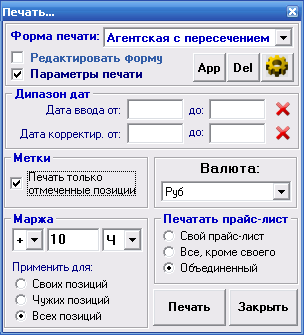 Печать...
Форма печати: Агентская с пересечением
Редактировать форму
Параметры печати
App Del
Дипазон дат
Дата ввода от: до:
Дата корректир. от: до:
Метки
Печать только
отмеченные позиции
Валюта:
Руб
Маржа
+ 10 Ч
Применить для:
Своих позиций
Чужих позиций
Всех позиций
Печатать прайс-лист
Свой прайс-лист
Все, кроме своего
Объединенный
Печать Закрыть